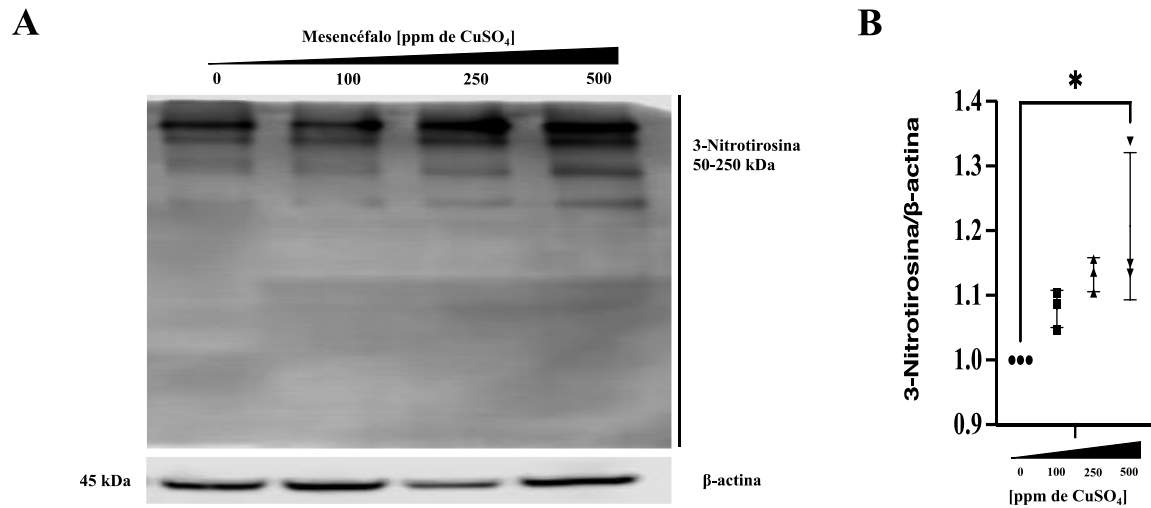 A
Mesencéfalo [ppm de CuSO₄]
0 100 250 500
3-Nitrotirosina
50-250 kDa
45 kDa
β-actina
B
*
3-Nitrotirosina/β-actina
1.4
1.3
1.2
1.1
1.0
0.9
0 100 250 500
[ppm de CuSO₄]